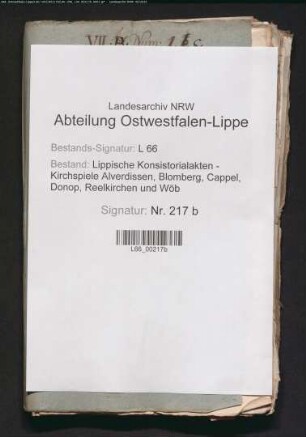 Landesarchiv NRW
Abteilung Ostwestfalen-Lippe
Bestands-Signatur: L 66
Bestand: Lippische Konsistorialakten -
Kirchspiele Alverdissen, Blomberg, Cappel,
Donop, Reelkirchen und Wöb
Signatur: Nr. 217 b
L66_00217b